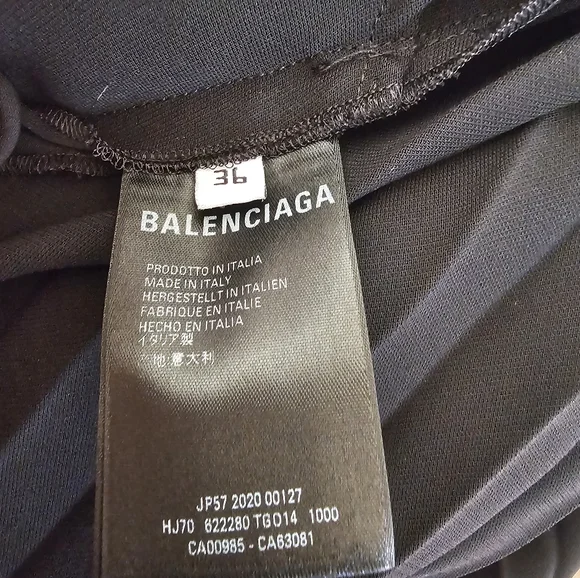 36
BALENCIAGA
PRODOTTO IN ITALIA
MADE IN ITALY
HERGESTELLT IN ITALIEN
FABRIQUE EN ITALIE
HECHO EN ITALIA
イタリア製
地:意大利
JP57 2020 00127
HJ70 622280 TGO14 1000
CA00985 - CA63081